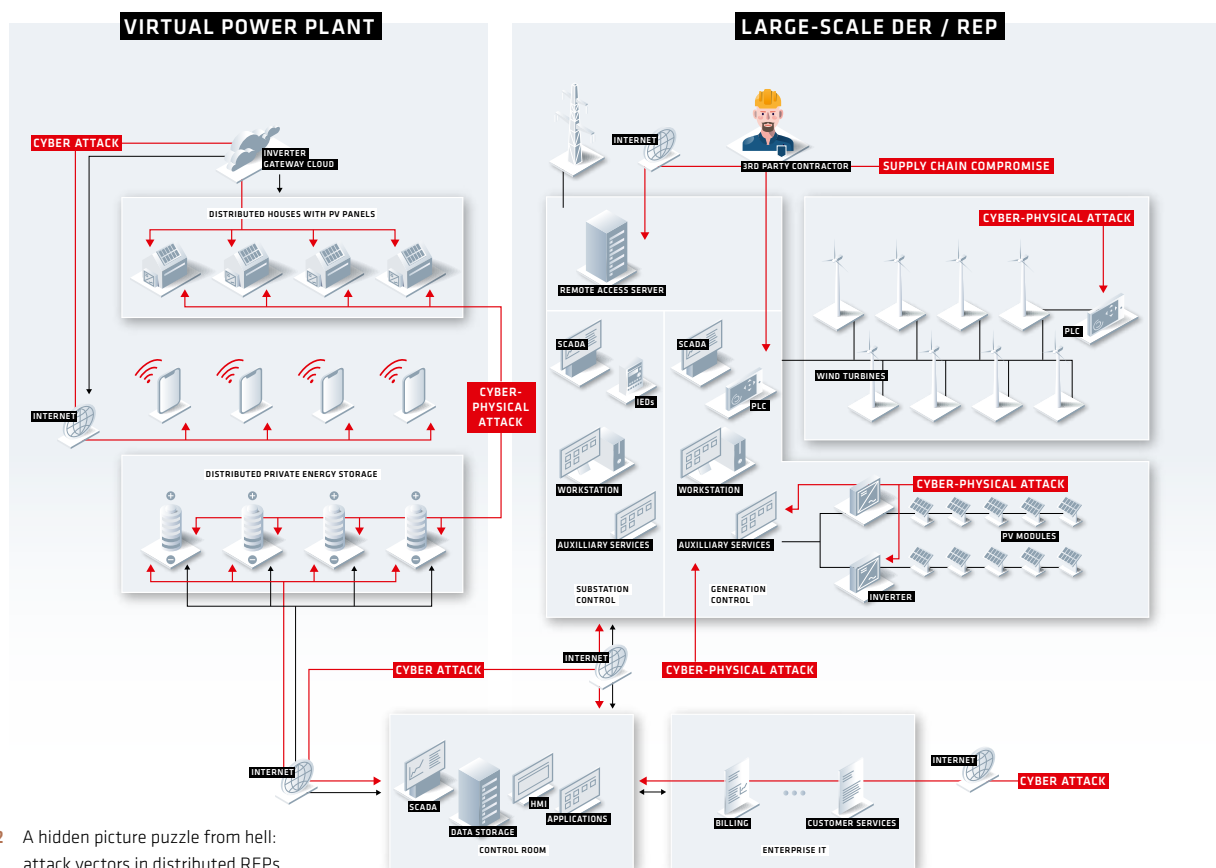 VIRTUAL POWER PLANT
LARGE-SCALE DER / REP
CYBER ATTACK
INVERTER
GATEWAY CLOUD
DISTRIBUTED HOUSES WITH PV PANELS
INTERNET
CYBER-
PHYSICAL
ATTACK
DISTRIBUTED PRIVATE ENERGY STORAGE
INTERNET
3RD PARTY CONTRACTOR
SUPPLY CHAIN COMPROMISE
REMOTE ACCESS SERVER
CYBER-PHYSICAL ATTACK
PLC
WIND TURBINES
SCADA
IEDs
SCADA
PLC
WORKSTATION
WORKSTATION
AUXILLIARY SERVICES
AUXILLIARY SERVICES
SUBSTATION
CONTROL
GENERATION
CONTROL
CYBER-PHYSICAL ATTACK
PV MODULES
INVERTER
CYBER ATTACK
INTERNET
CYBER-PHYSICAL ATTACK
INTERNET
SCADA
DATA STORAGE
HMI
APPLICATIONS
CONTROL ROOM
BILLING
CUSTOMER SERVICES
ENTERPRISE IT
INTERNET
CYBER ATTACK
2 A hidden picture puzzle from hell:
attack vectors in distributed REPs